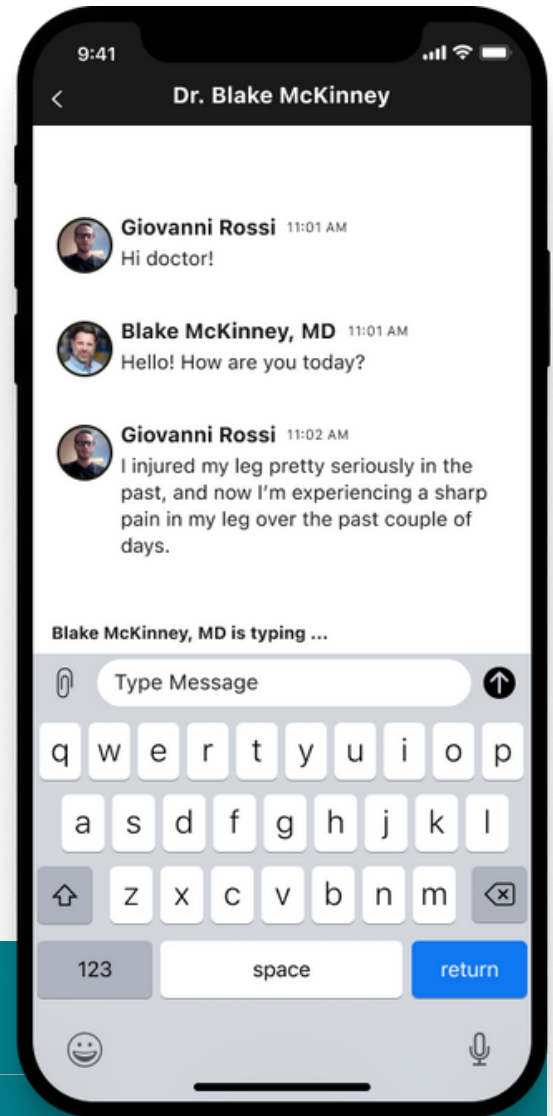 9:41
Dr. Blake McKinney
Giovanni Rossi 11:01 AM
Hi doctor!
Blake McKinney, MD 11:01 AM
Hello! How are you today?
Giovanni Rossi 11:02 AM
I injured my leg pretty seriously in the
past, and now I’m experiencing a sharp
pain in my leg over the past couple of
days.
Blake McKinney, MD is typing ...
Type Message
q w e r t y u i o p
a s d f g h j k l
z x c v b n m
123 space return